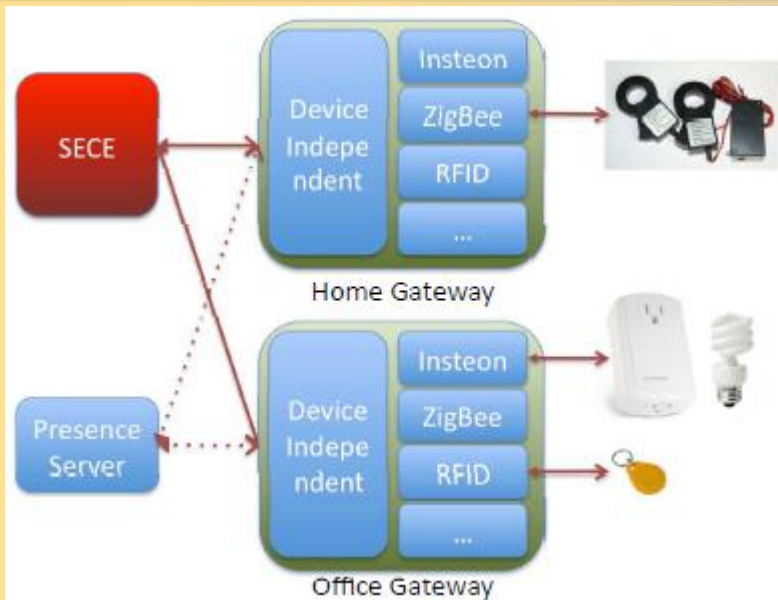 SECE
Device
Indepe
ndent
Insteon
ZigBee
RFID
...
Home Gateway
Presence
Server
Device
Indepe
ndent
Insteon
ZigBee
RFID
...
Office Gateway